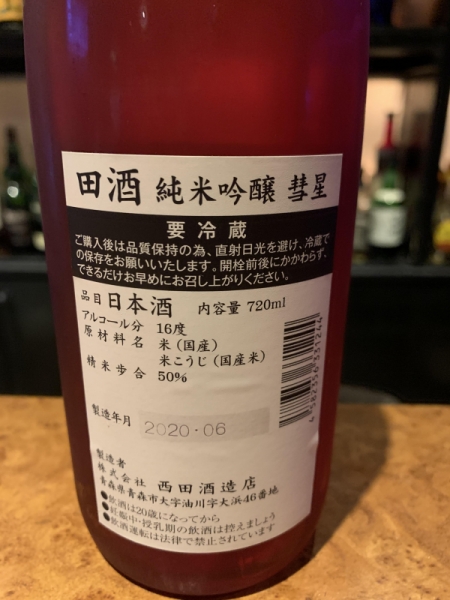 田酒 純米吟醸 彗星
要冷蔵
ご購入後は品質保持の為、直射日光を避け、冷蔵で
の保存をお願いいたします。開栓前後にかかわらず、
できるだけお早めにお召し上がりください。
品目 日本酒 内容量 720ml
アルコール分 16度
原材料名 米(国産)
米こうじ(国産米)
精米歩合 50%
4582356331244
製造年月 2020.06
製造者
株式会社 西田酒造店
青森県青森市大字油川字大浜46番地
●飲酒は20歳になってから
●妊娠中・授乳期の飲酒は控えましょう
●飲酒運転は法律で禁止されています